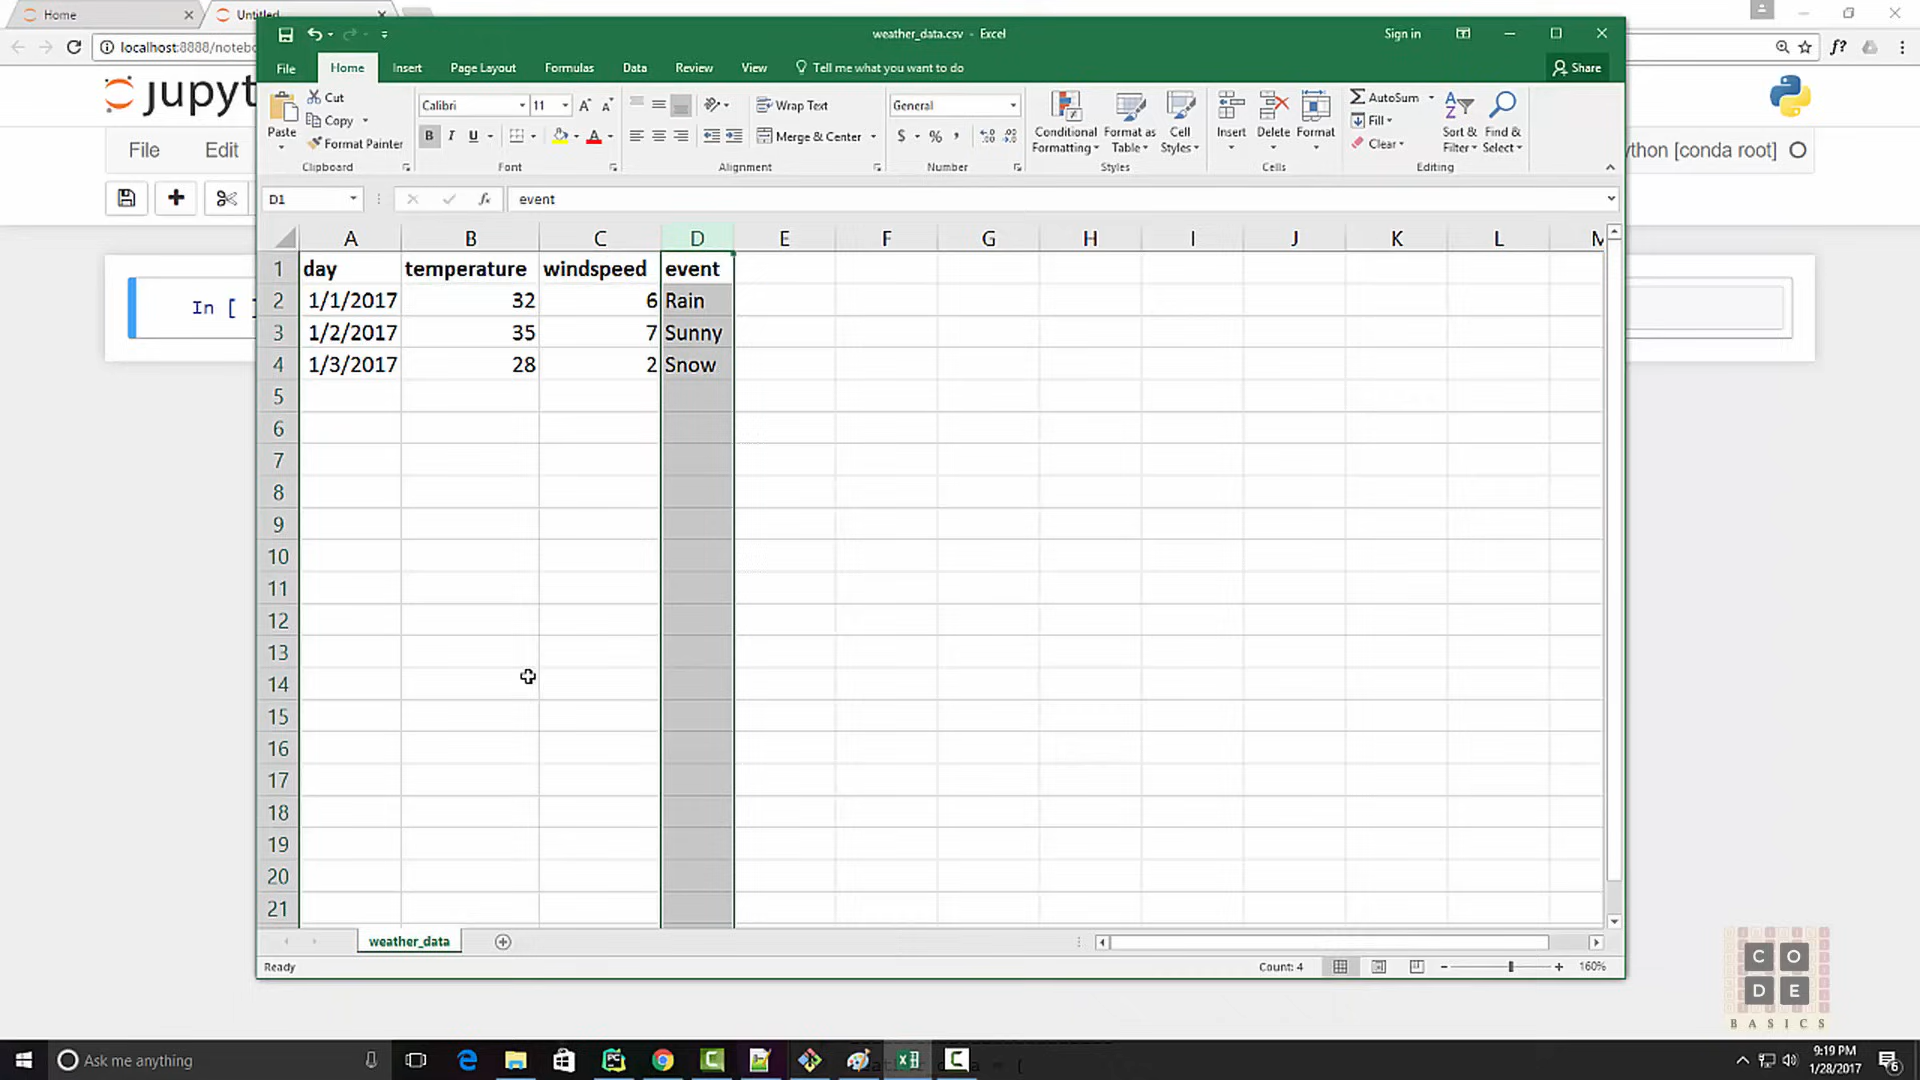 Home
Untitled
localhost:8888/notebo
jupyt
File
Edit
In [
ython [conda root]
weather_data.csv - Excel
Sign in
File
Home
Insert
Page Layout
Formulas
Data
Review
View
Tell me what you want to do
Share
Paste
Cut
Copy
Format Painter
Clipboard
Calibri
11
B I U
Font
Wrap Text
Merge & Center
Alignment
General
$ % ,
Number
Conditional Formatting
Format as Table
Cell Styles
Styles
Insert
Delete
Format
Cells
AutoSum
Fill
Clear
Sort & Filter
Find & Select
Editing
D1
fx
event
A B C D E F G H I J K L M
1 day temperature windspeed event
2 1/1/2017 32 6 Rain
3 1/2/2017 35 7 Sunny
4 1/3/2017 28 2 Snow
5
6
7
8
9
10
11
12
13
14
15
16
17
18
19
20
21
weather_data
Ready
Count: 4
160%
CODE
BASICS
Ask me anything
9:19 PM
1/28/2017
6